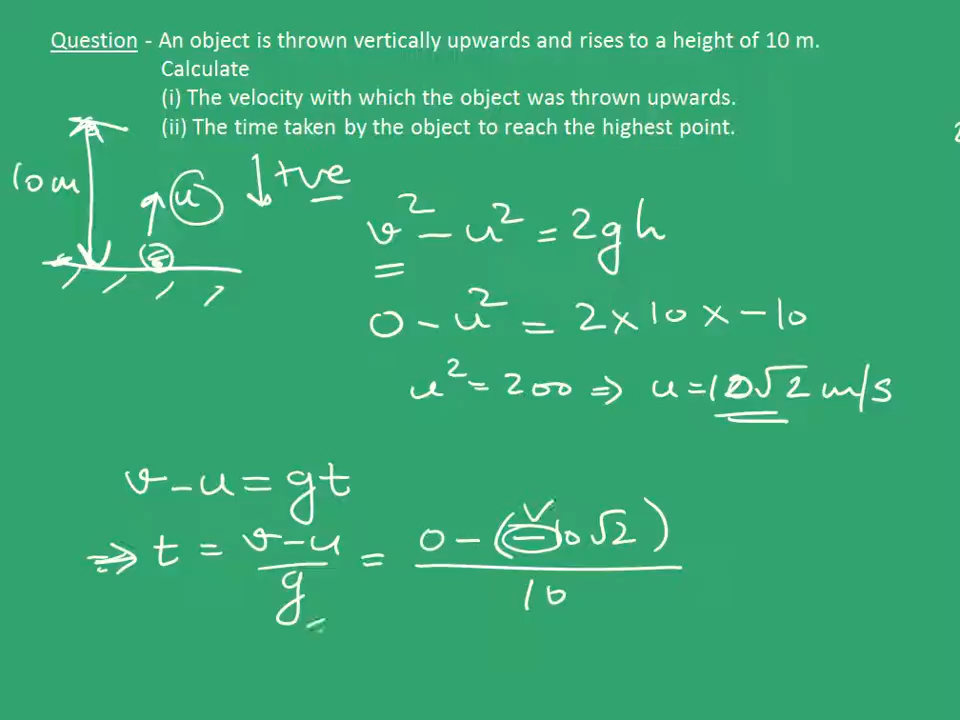 Question - An object is thrown vertically upwards and rises to a height of 10 m.
Calculate
(i) The velocity with which the object was thrown upwards.
(ii) The time taken by the object to reach the highest point.
10m
u
↓ +ve
v² - u² = 2gh
0 - u² = 2 × 10 × -10
u² = 200 ⇒ u = 10√2 m/s
v - u = gt
⇒ t = (v - u)/g = (0 - (-10√2))/10